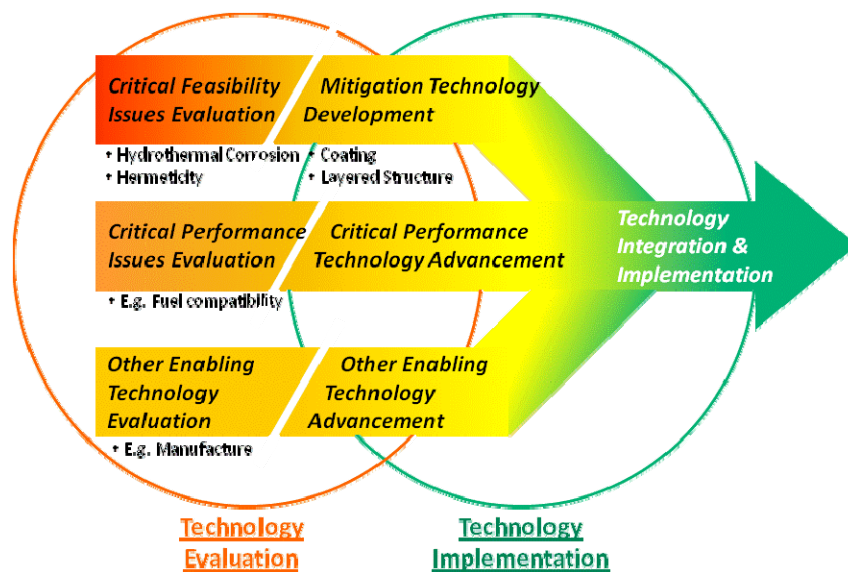 Critical Feasibility
Issues Evaluation
Mitigation Technology
Development
• Hydrothermal Corrosion
• Hermeticity
• Coating
• Layered Structure
Critical Performance
Issues Evaluation
Critical Performance
Technology Advancement
Technology
Integration &
Implementation
• E.g. Fuel compatibility
Other Enabling
Technology
Evaluation
Other Enabling
Technology
Advancement
• E.g. Manufacture
Technology
Evaluation
Technology
Implementation